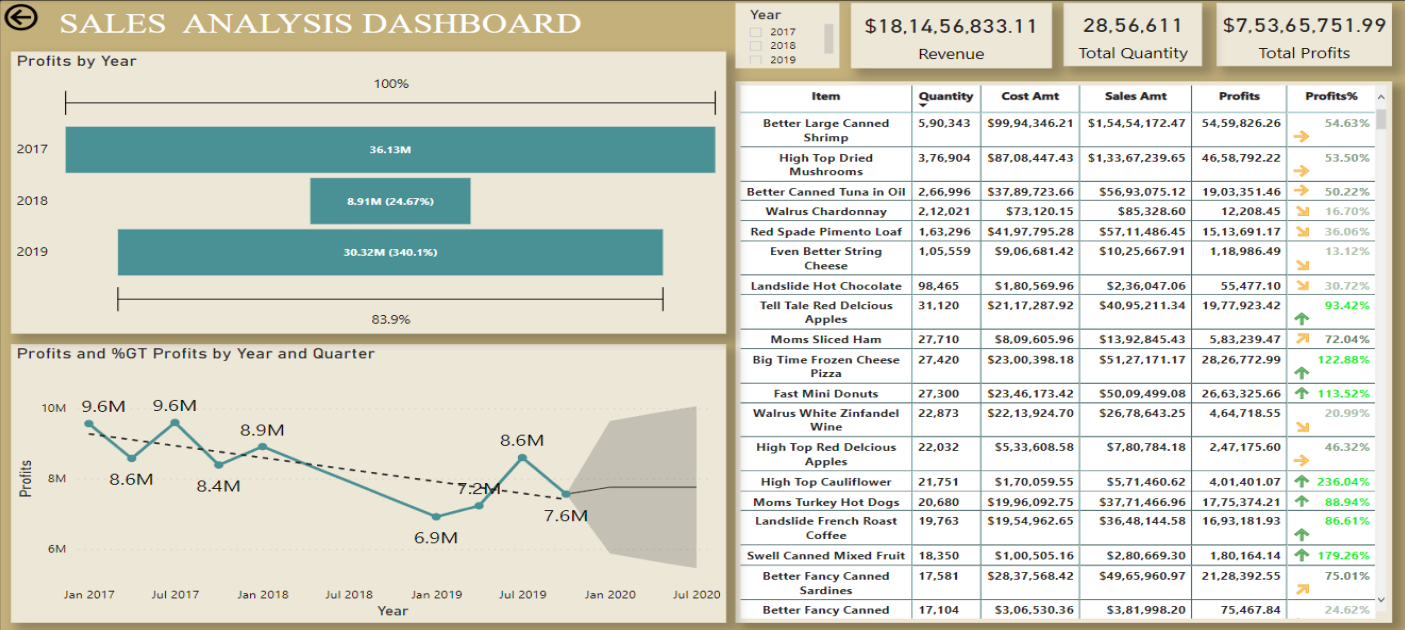 SALES ANALYSIS DASHBOARD
Year
2017
2018
2019
$18,14,56,833.11
Revenue
28,56,611
Total Quantity
$7,53,65,751.99
Total Profits
Profits by Year
100%
2017 36.13M
2018 8.91M (24.67%)
2019 30.32M (340.1%)
83.9%
Profits and %GT Profits by Year and Quarter
10M
8M
6M
Profits
9.6M
8.6M
9.6M
8.4M
8.9M
6.9M
7.2M
8.6M
7.6M
Jan 2017 Jul 2017 Jan 2018 Jul 2018 Jan 2019 Jul 2019 Jan 2020 Jul 2020
Year
Item Quantity Cost Amt Sales Amt Profits Profits%
Better Large Canned 5,90,343 $99,94,346.21 $1,54,54,172.47 54,59,826.26 54.63%
Shrimp
High Top Dried 3,76,904 $87,08,447.43 $1,33,67,239.65 46,58,792.22 53.50%
Mushrooms
Better Canned Tuna in Oil 2,66,996 $37,89,723.66 $56,93,075.12 19,03,351.46 50.22%
Walrus Chardonnay 2,12,021 $73,120.15 $85,328.60 12,208.45 16.70%
Red Spade Pimento Loaf 1,63,296 $41,97,795.28 $57,11,486.45 15,13,691.17 36.06%
Even Better String 1,05,559 $9,06,681.42 $10,25,667.91 1,18,986.49 13.12%
Cheese
Landslide Hot Chocolate 98,465 $1,80,569.96 $2,36,047.06 55,477.10 30.72%
Tell Tale Red Delcious 31,120 $21,17,287.92 $40,95,211.34 19,77,923.42 93.42%
Apples
Moms Sliced Ham 27,710 $8,09,605.96 $13,92,845.43 5,83,239.47 72.04%
Big Time Frozen Cheese 27,420 $23,00,398.18 $51,27,171.17 28,26,772.99 122.88%
Pizza
Fast Mini Donuts 27,300 $23,46,173.42 $50,09,499.08 26,63,325.66 113.52%
Walrus White Zinfandel 22,873 $22,13,924.70 $26,78,643.25 4,64,718.55 20.99%
Wine
High Top Red Delcious 22,032 $5,33,608.58 $7,80,784.18 2,47,175.60 46.32%
Apples
High Top Cauliflower 21,751 $1,70,059.55 $5,71,460.62 4,01,401.07 236.04%
Moms Turkey Hot Dogs 20,680 $19,96,092.75 $37,71,466.96 17,75,374.21 88.94%
Landslide French Roast 19,763 $19,54,962.65 $36,48,144.58 16,93,181.93 86.61%
Coffee
Swell Canned Mixed Fruit 18,350 $1,00,505.16 $2,80,669.30 1,80,164.14 179.26%
Better Fancy Canned 17,581 $28,37,568.42 $49,65,960.97 21,28,392.55 75.01%
Sardines
Better Fancy Canned 17,104 $3,06,530.36 $3,81,998.20 75,467.84 24.62%